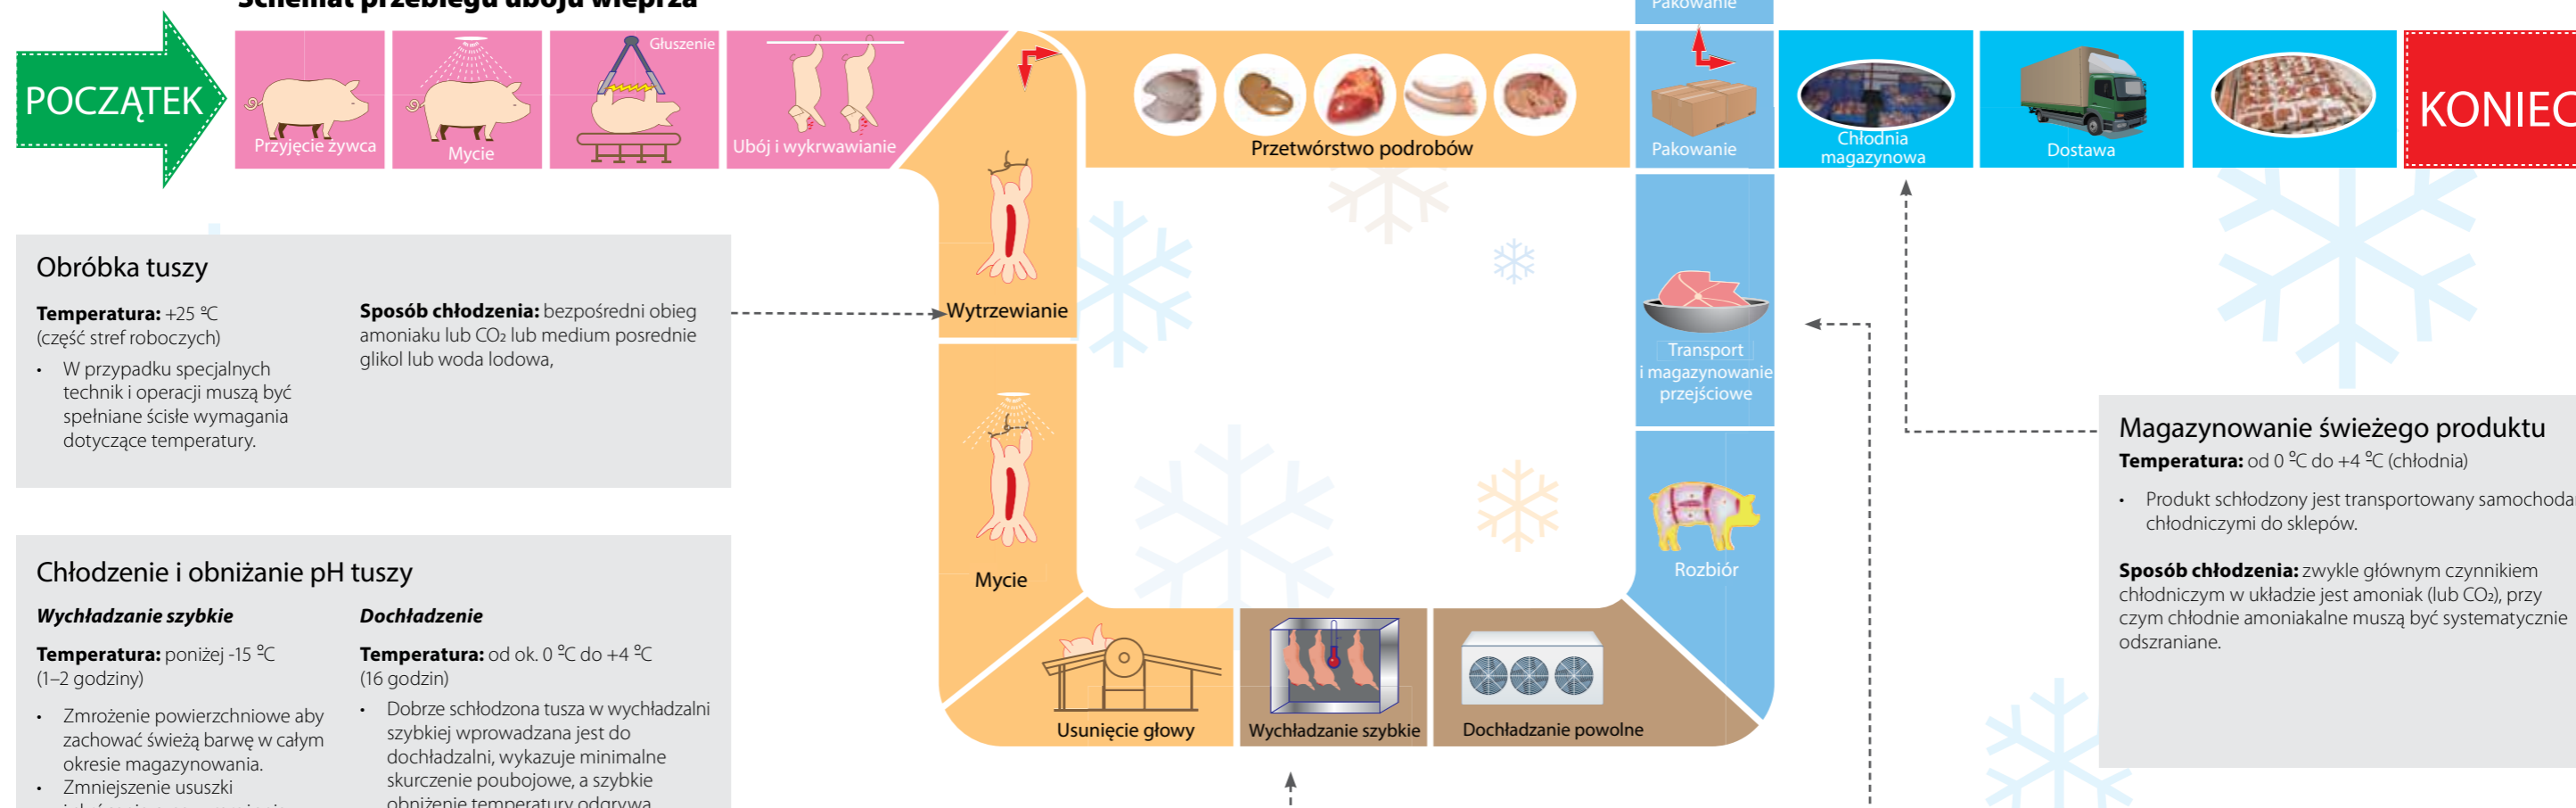 Schemat przebiegu uboju wieprza
Pakowanie
POCZĄTEK
Przyjęcie żywca
Mycie
Głuszenie
Ubój i wykrwawianie
Przetwórstwo podrobów
Pakowanie
Chłodnia
magazynowa
Dostawa
KONIEC
Wytrzewianie
Mycie
Usunięcie głowy
Wychładzanie szybkie
Dochładzanie powolne
Rozbiór
Transport
i magazynowanie
przejściowe
Obróbka tuszy
Temperatura: +25 ºC
(część stref roboczych)
• W przypadku specjalnych
technik i operacji muszą być
spełniane ścisłe wymagania
dotyczące temperatury.
Sposób chłodzenia: bezpośredni obieg
amoniaku lub CO₂ lub medium posrednie
glikol lub woda lodowa,
Chłodzenie i obniżanie pH tuszy
Wychładzanie szybkie
Temperatura: poniżej -15 ºC
(1–2 godziny)
• Zmrożenie powierzchniowe aby
zachować świeżą barwę w całym
okresie magazynowania.
• Zmniejszenie ususzki
Dochładzenie
Temperatura: od ok. 0 ºC do +4 ºC
(16 godzin)
• Dobrze schłodzona tusza w wychładzalni
szybkiej wprowadzana jest do
dochładzalni, wykazuje minimalne
skurczenie poubojowe, a szybkie
obniżenie temperatury odgrywa
Magazynowanie świeżego produktu
Temperatura: od 0 ºC do +4 ºC (chłodnia)
• Produkt schłodzony jest transportowany samochoda
chłodniczymi do sklepów.
Sposób chłodzenia: zwykle głównym czynnikiem
chłodniczym w układzie jest amoniak (lub CO₂), przy
czym chłodnie amoniakalne muszą być systematycznie
odszraniane.